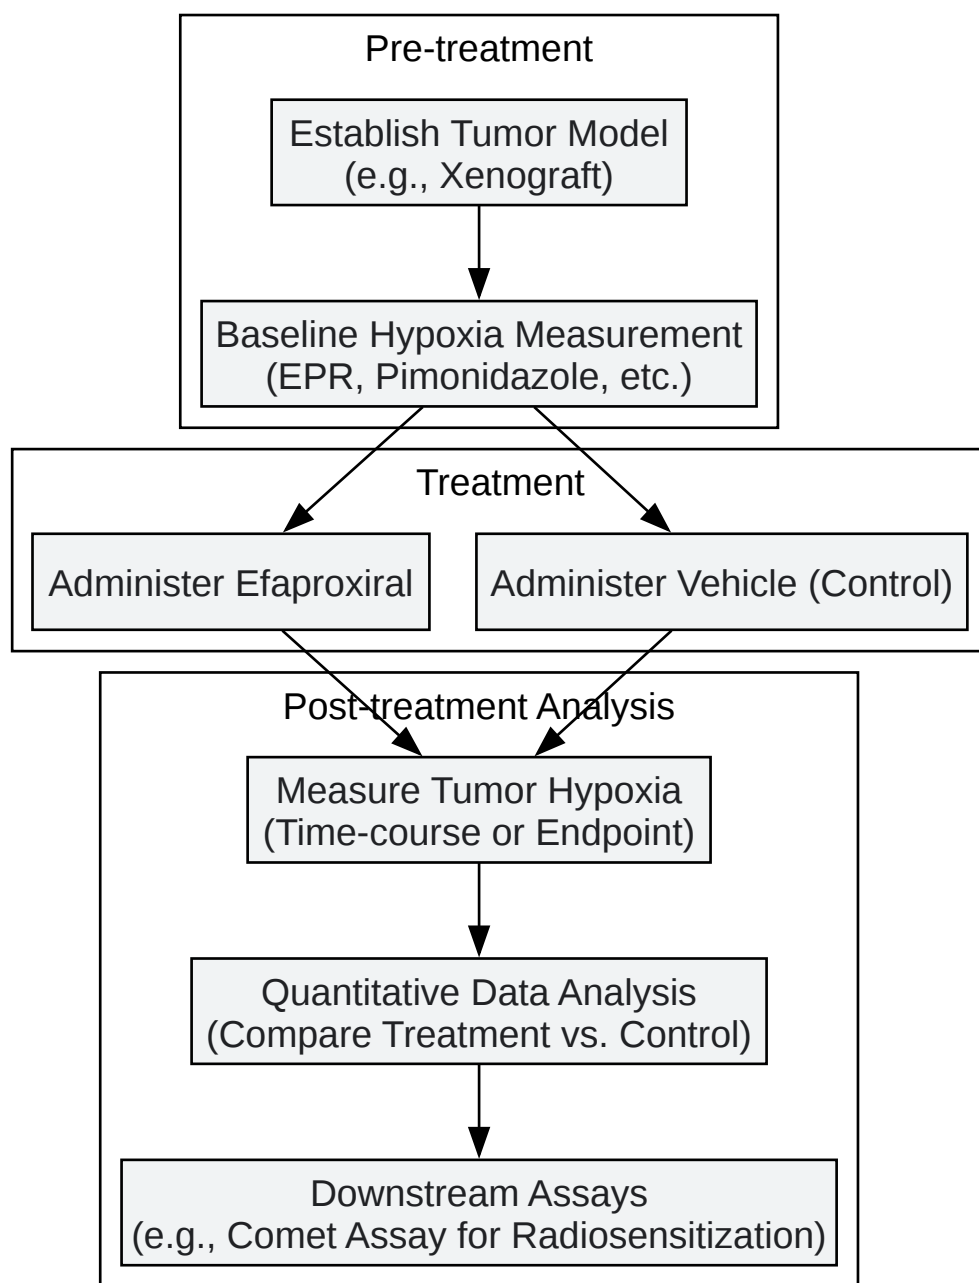 Pre-treatment
Establish Tumor Model
(e.g., Xenograft)
Baseline Hypoxia Measurement
(EPR, Pimonidazole, etc.)
Treatment
Administer Efaproxiral
Administer Vehicle (Control)
Post-treatment Analysis
Measure Tumor Hypoxia
(Time-course or Endpoint)
Quantitative Data Analysis
(Compare Treatment vs. Control)
Downstream Assays
(e.g., Comet Assay for Radiosensitization)